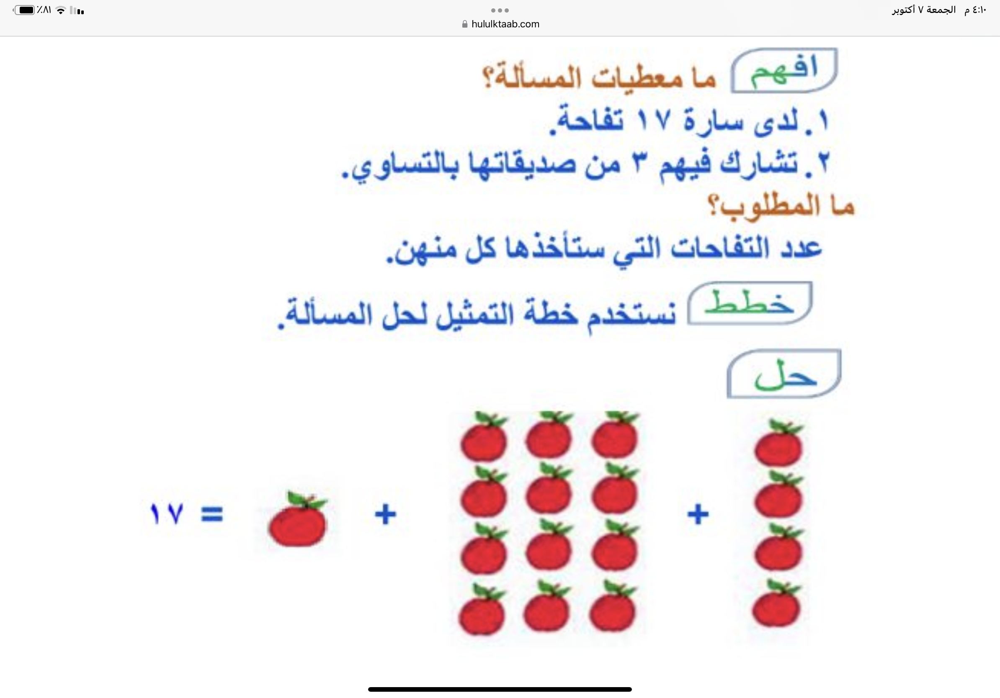 ٤:١٠ م الجمعة ٧ أكتوبر
٪٨١
hululktaab.com
افهم ما معطيات المسألة؟
١. لدى سارة ١٧ تفاحة.
٢. تشارك فيهم ٣ من صديقاتها بالتساوي.
ما المطلوب؟
عدد التفاحات التي ستأخذها كل منهن.
خطط نستخدم خطة التمثيل لحل المسألة.
حل
+ + = ١٧